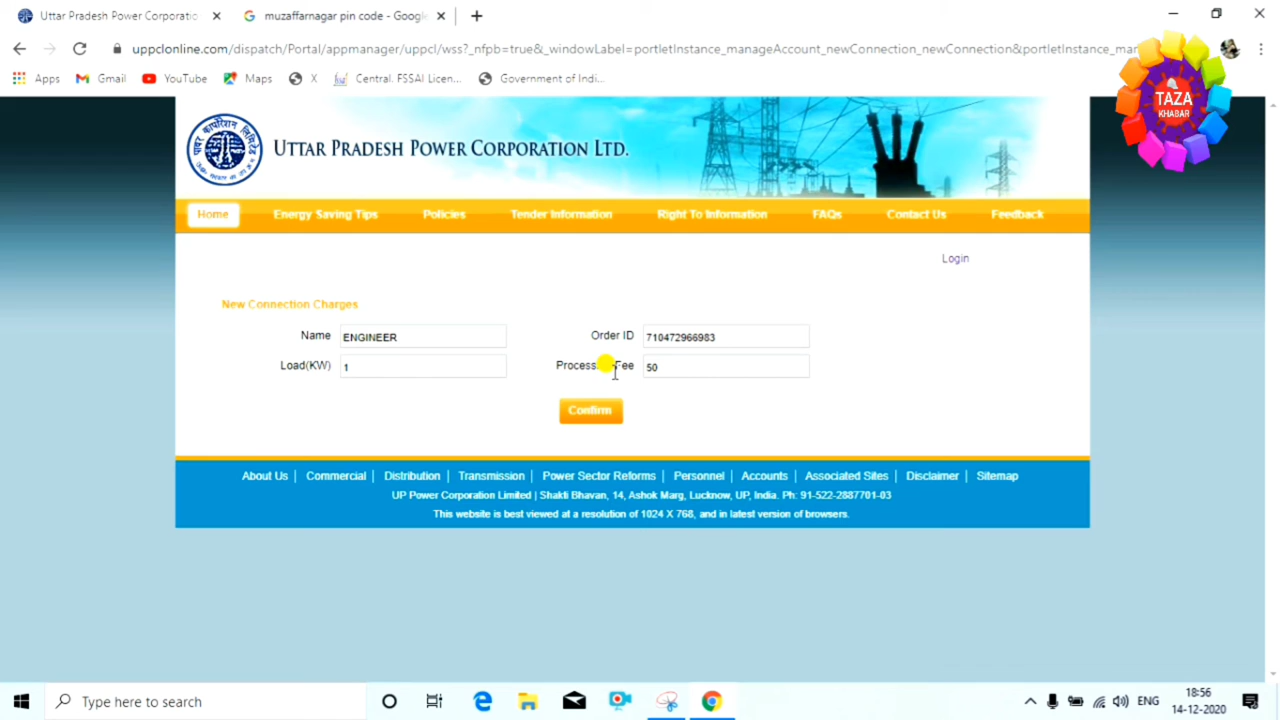 Uttar Pradesh Power Corporatio
muzaffarnagar pin code - Google
uppclonline.com/dispatch/Portal/appmanager/uppcl/wss?_nfpb=true&_windowLabel=portletInstance_manageAccount_newConnection_newConnection&portletInstance_mar
Apps Gmail YouTube Maps X Central. FSSAI Licen... Government of Indi...
TAZA
KHABAR
UTTAR PRADESH POWER CORPORATION LTD.
Home Energy Saving Tips Policies Tender Information Right To Information FAQs Contact Us Feedback
Login
New Connection Charges
Name ENGINEER Order ID 710472966983
Load(KW) 1 Fee 50
Confirm
About Us | Commercial | Distribution | Transmission | Power Sector Reforms | Personnel | Accounts | Associated Sites | Disclaimer | Sitemap
UP Power Corporation Limited | Shakti Bhavan, 14, Ashok Marg, Lucknow, UP, India. Ph: 91-522-2887701-03
This website is best viewed at a resolution of 1024 X 768, and in latest version of browsers.
Type here to search
ENG
18:56
14-12-2020